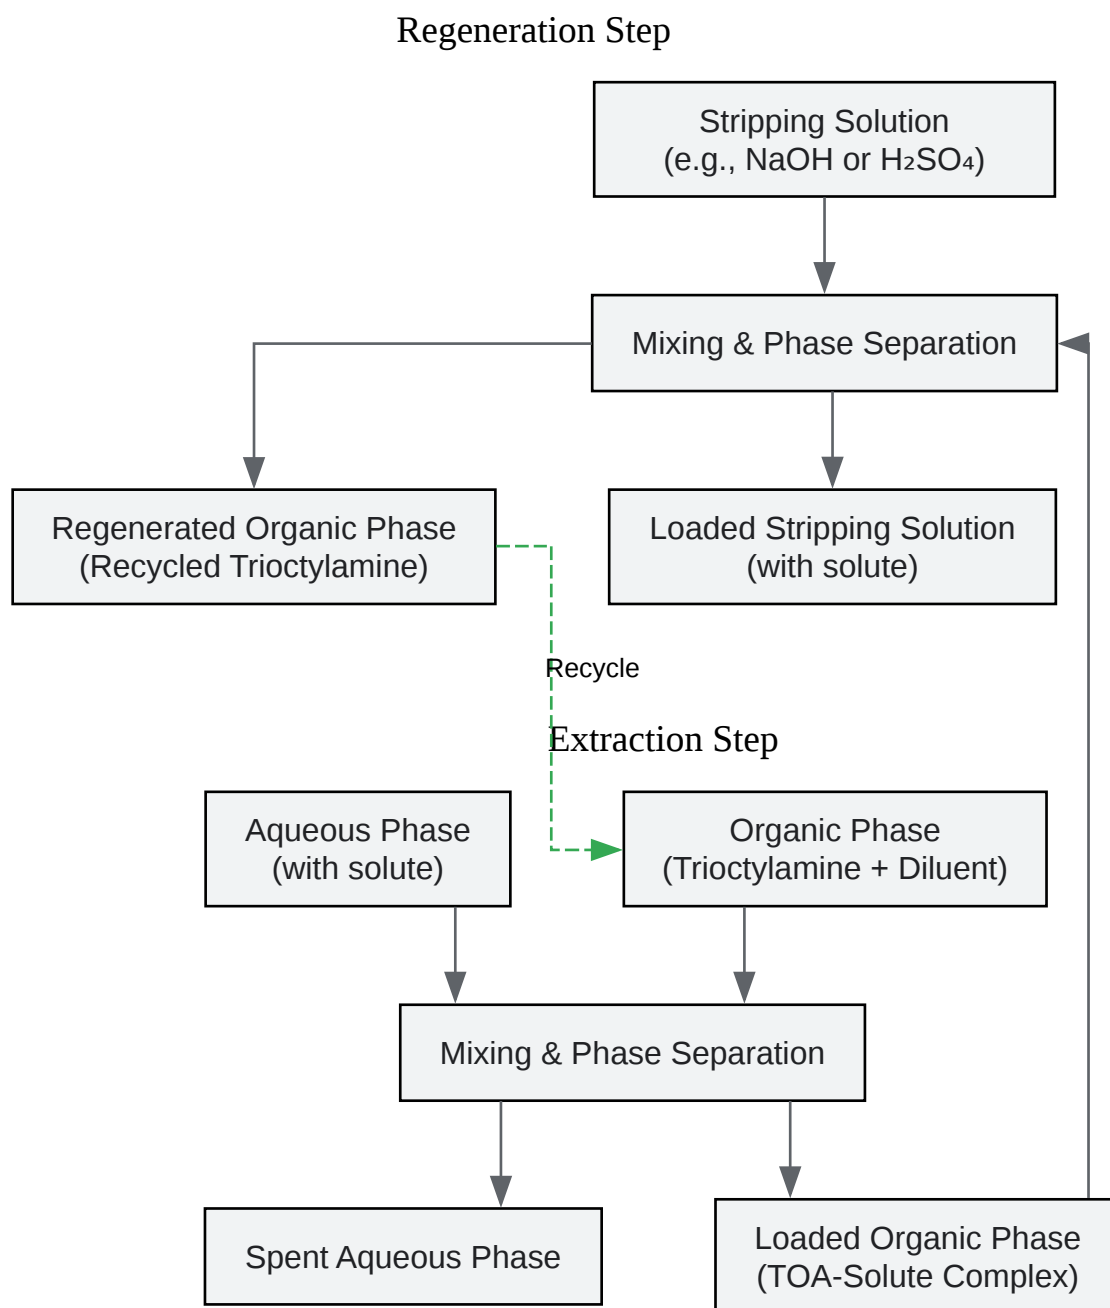 Regeneration Step
Stripping Solution
(e.g., NaOH or H₂SO₄)
Mixing & Phase Separation
Regenerated Organic Phase
(Recycled Trioctylamine)
Loaded Stripping Solution
(with solute)
Recycle
Extraction Step
Aqueous Phase
(with solute)
Organic Phase
(Trioctylamine + Diluent)
Mixing & Phase Separation
Spent Aqueous Phase
Loaded Organic Phase
(TOA-Solute Complex)